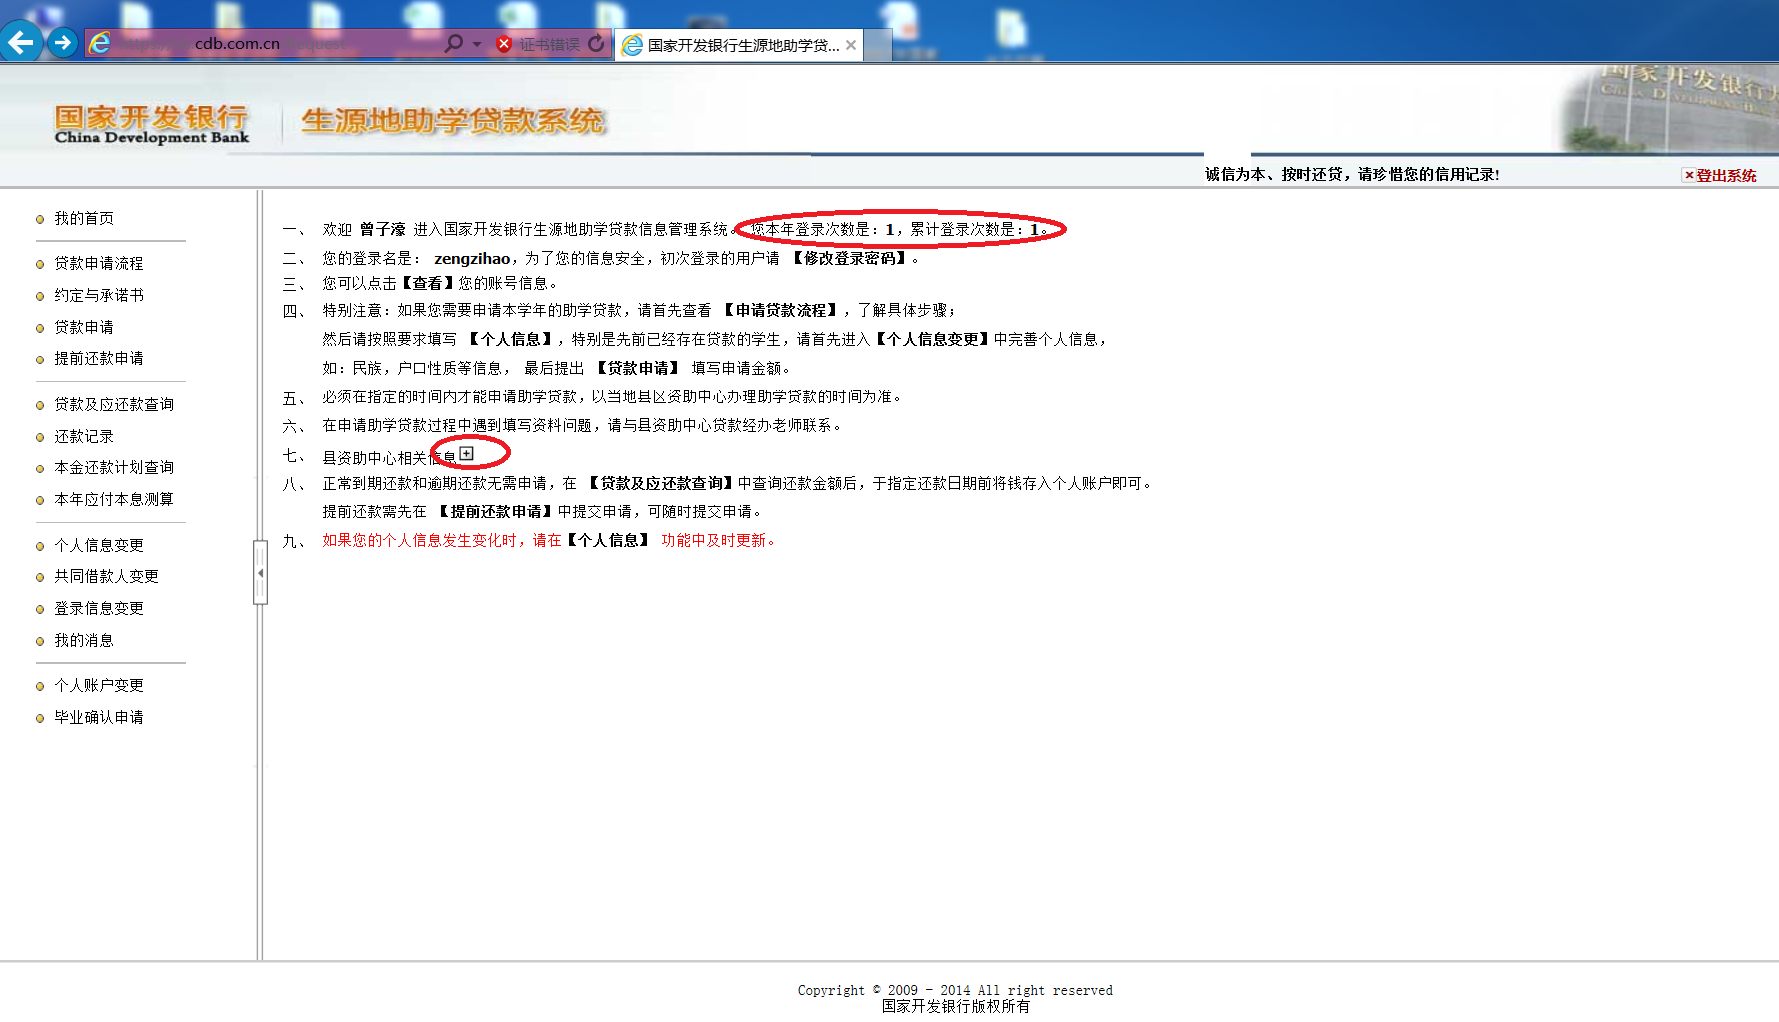 cdb.com.cn
证书错误
国家开发银行生源地助学贷...
国家开发银行
China Development Bank
生源地助学贷款系统
诚信为本、按时还贷，请珍惜您的信用记录!
登出系统
我的首页
贷款申请流程
约定与承诺书
贷款申请
提前还款申请
贷款及应还款查询
还款记录
本金还款计划查询
本年应付本息测算
个人信息变更
共同借款人变更
登录信息变更
我的消息
个人账户变更
毕业确认申请
一、 欢迎 曾子濠 进入国家开发银行生源地助学贷款信息管理系统。您本年登录次数是：1，累计登录次数是：1。
二、 您的登录名是： zengzihao，为了您的信息安全，初次登录的用户请 【修改登录密码】。
三、 您可以点击【查看】您的账号信息。
四、 特别注意：如果您需要申请本学年的助学贷款，请首先查看 【申请贷款流程】，了解具体步骤；
然后请按照要求填写 【个人信息】，特别是先前已经存在贷款的学生，请首先进入【个人信息变更】中完善个人信息，
如：民族，户口性质等信息， 最后提出 【贷款申请】 填写申请金额。
五、 必须在指定的时间内才能申请助学贷款，以当地县区资助中心办理助学贷款的时间为准。
六、 在申请助学贷款过程中遇到填写资料问题，请与县资助中心贷款经办老师联系。
七、 县资助中心相关信息
八、 正常到期还款和逾期还款无需申请，在 【贷款及应还款查询】中查询还款金额后，于指定还款日期前将钱存入个人账户即可。
提前还款需先在 【提前还款申请】中提交申请，可随时提交申请。
九、 如果您的个人信息发生变化时，请在【个人信息】 功能中及时更新。
Copyright © 2009 - 2014 All right reserved
国家开发银行版权所有